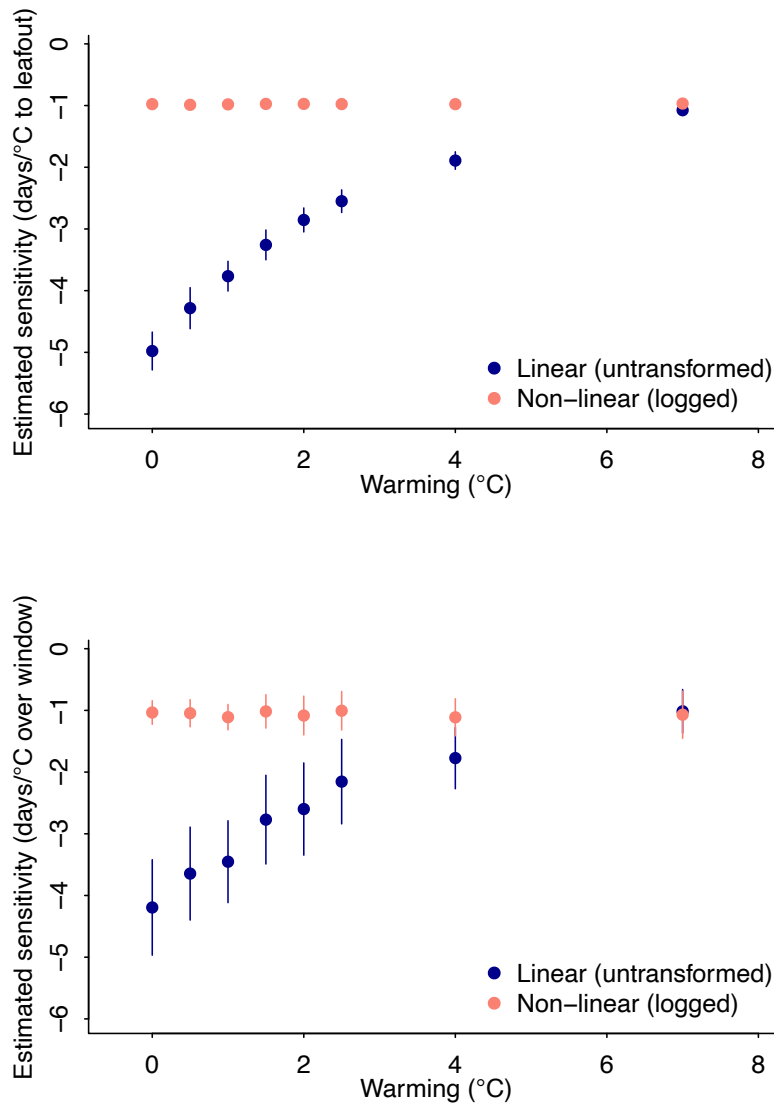 Estimated sensitivity (days/°C to leafout)
0
−1
−2
−3
−4
−5
−6
Linear (untransformed)
Non−linear (logged)
0 2 4 6 8
Warming (°C)
Estimated sensitivity (days/°C over window)
0
−1
−2
−3
−4
−5
−6
Linear (untransformed)
Non−linear (logged)
0 2 4 6 8
Warming (°C)